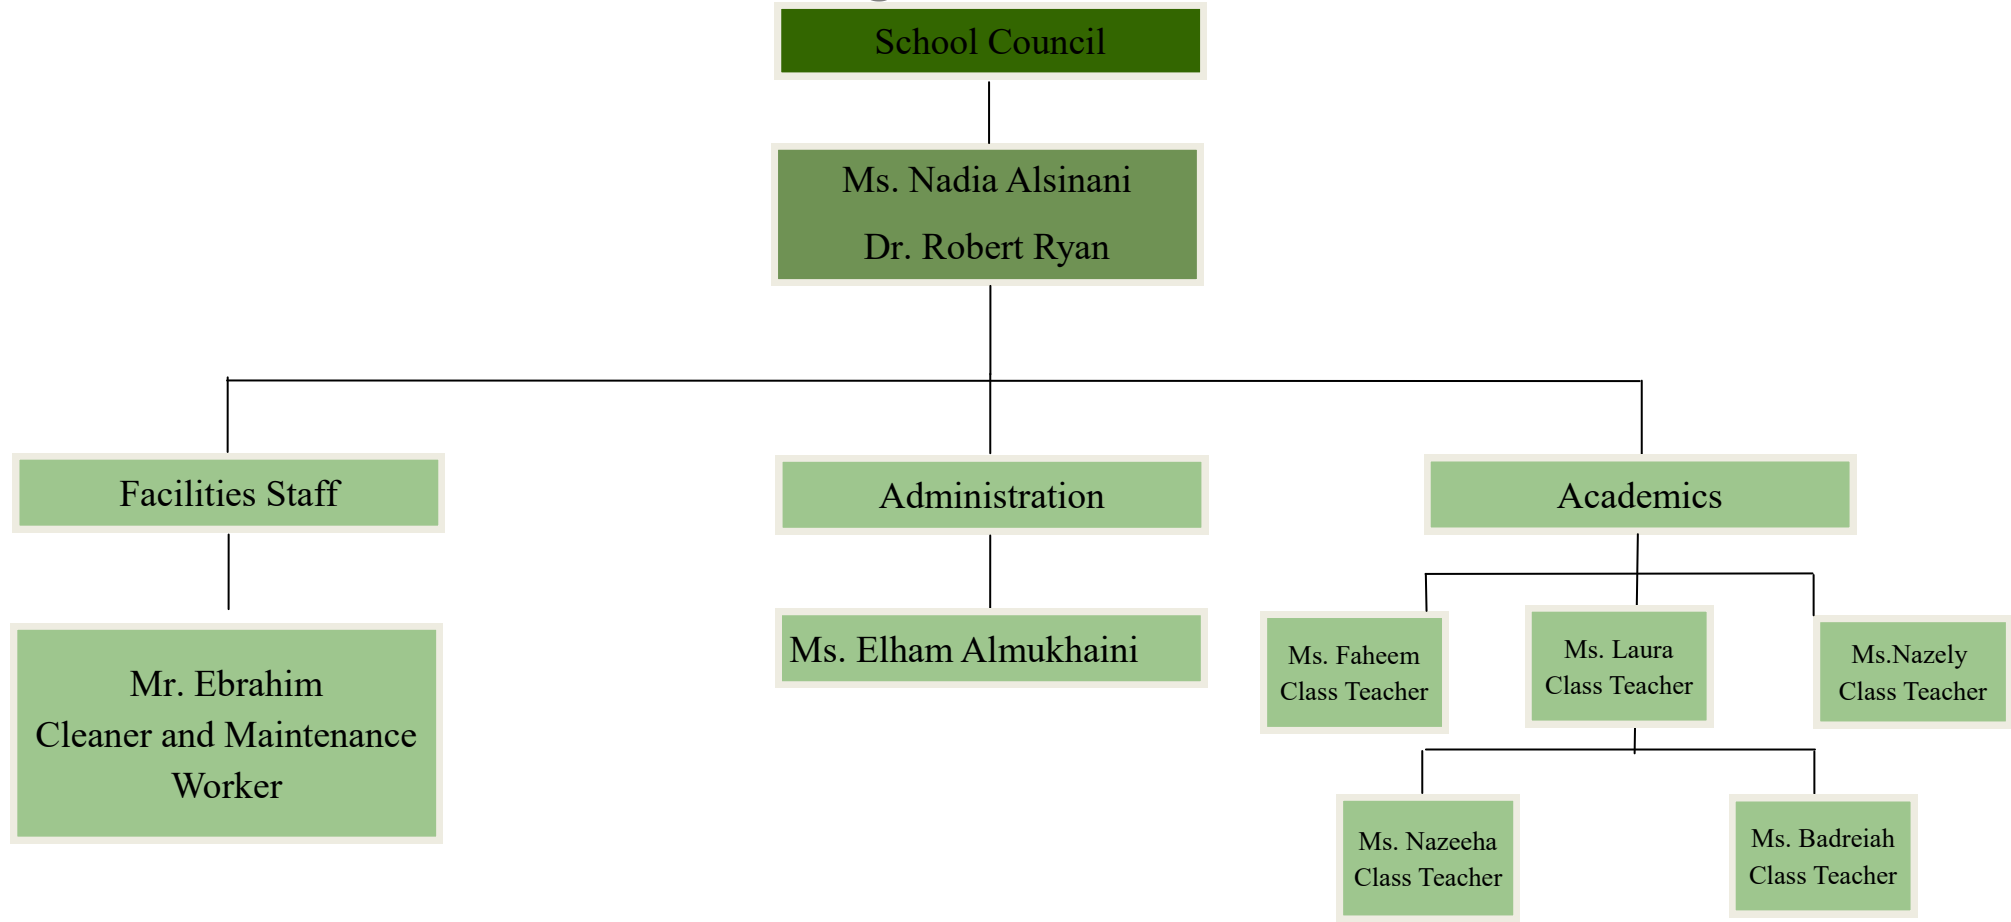 School Council
Ms. Nadia Alsinani
Dr. Robert Ryan
Facilities Staff
Administration
Academics
Mr. Ebrahim
Cleaner and Maintenance
Worker
Ms. Elham Almukhaini
Ms. Faheem
Class Teacher
Ms. Laura
Class Teacher
Ms.Nazely
Class Teacher
Ms. Nazeeha
Class Teacher
Ms. Badreiah
Class Teacher